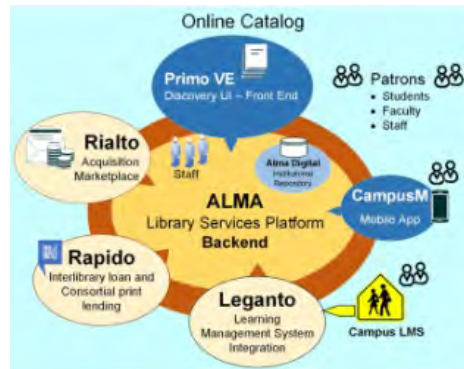 Online Catalog
Primo VE
Discovery UI – Front End
Patrons
• Students
• Faculty
• Staff
Rialto
Acquisition
Marketplace
Staff
Alma Digital
Institutional
Repository
ALMA
Library Services Platform
Backend
CampusM
Mobile App
Rapido
Interlibrary loan and
Consortial print
lending
Leganto
Learning
Management System
Integration
Campus LMS